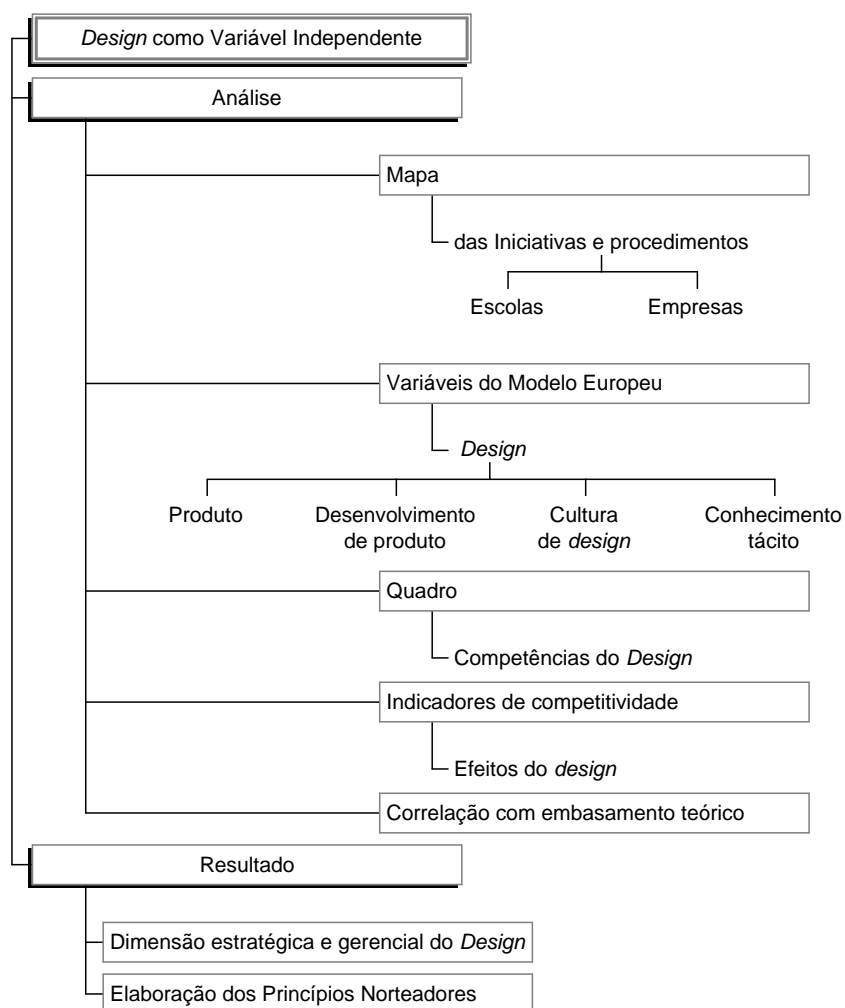 Design como Variável Independente
Análise
Mapa
das Iniciativas e procedimentos
Escolas
Empresas
Variáveis do Modelo Europeu
Design
Produto
Desenvolvimento
de produto
Cultura
de design
Conhecimento
tácito
Quadro
Competências do Design
Indicadores de competitividade
Efeitos do design
Correlação com embasamento teórico
Resultado
Dimensão estratégica e gerencial do Design
Elaboração dos Princípios Norteadores